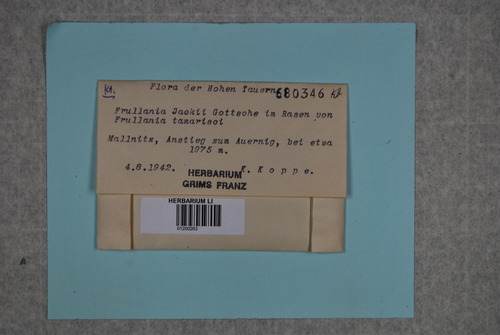 Flora der Hohen Tauern
680346
Frullania Jackii Gottsche im Rasen von
Frullania tamarisci
Mallnitz, Anstieg zum Auernig, bei etwa
1975 m.
4.8.1942. K. Koppe.
HERBARIUM
GRIMS FRANZ
HERBARIUM LI
01200263